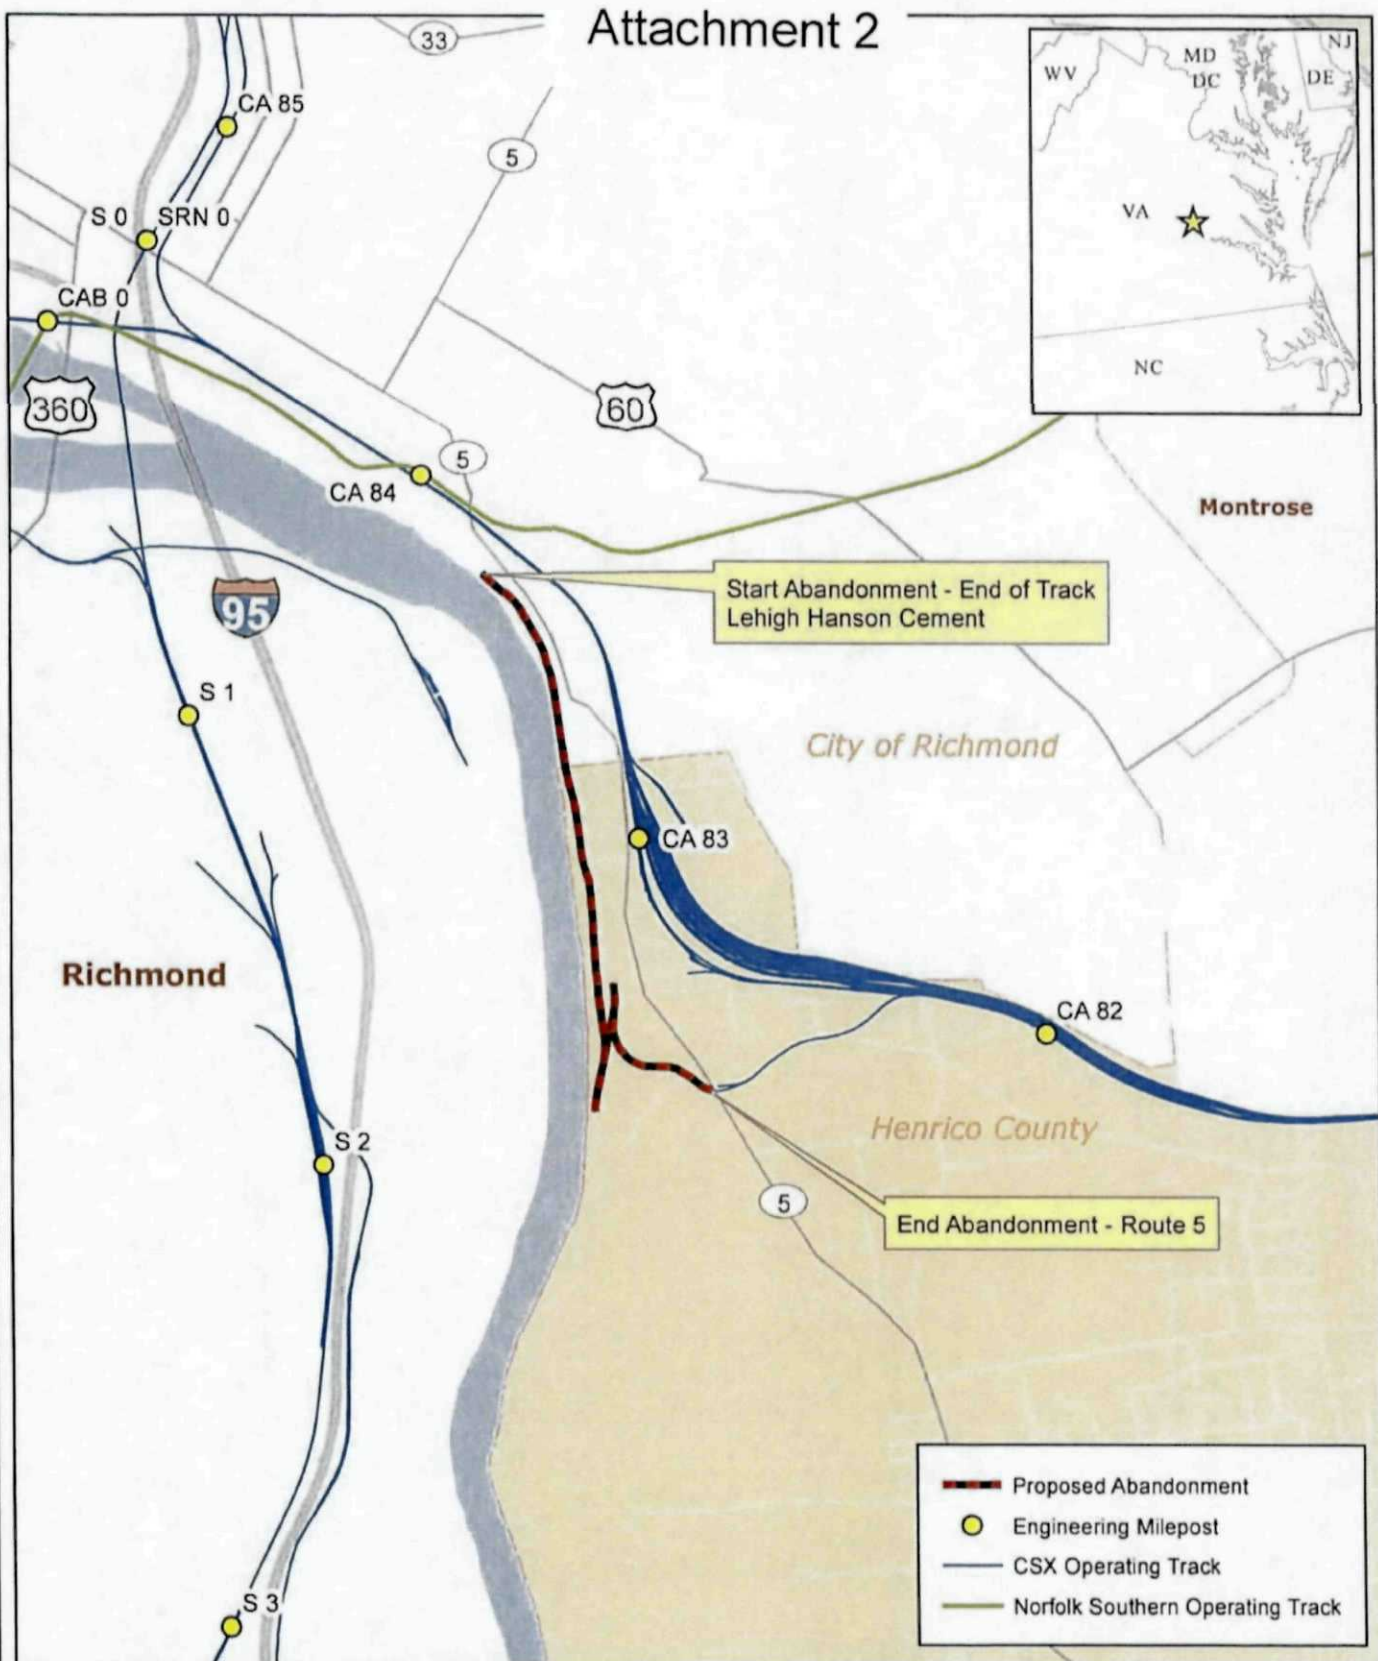 Attachment 2
33
WV
MD
DC
NJ
DE
CA 85
5
S 0
SRN 0
VA
CAB 0
NC
360
60
5
CA 84
Montrose
Start Abandonment - End of Track
Lehigh Hanson Cement
95
S 1
City of Richmond
CA 83
Richmond
CA 82
Henrico County
S 2
5
End Abandonment - Route 5
Proposed Abandonment
Engineering Milepost
CSX Operating Track
Norfolk Southern Operating Track
S 3